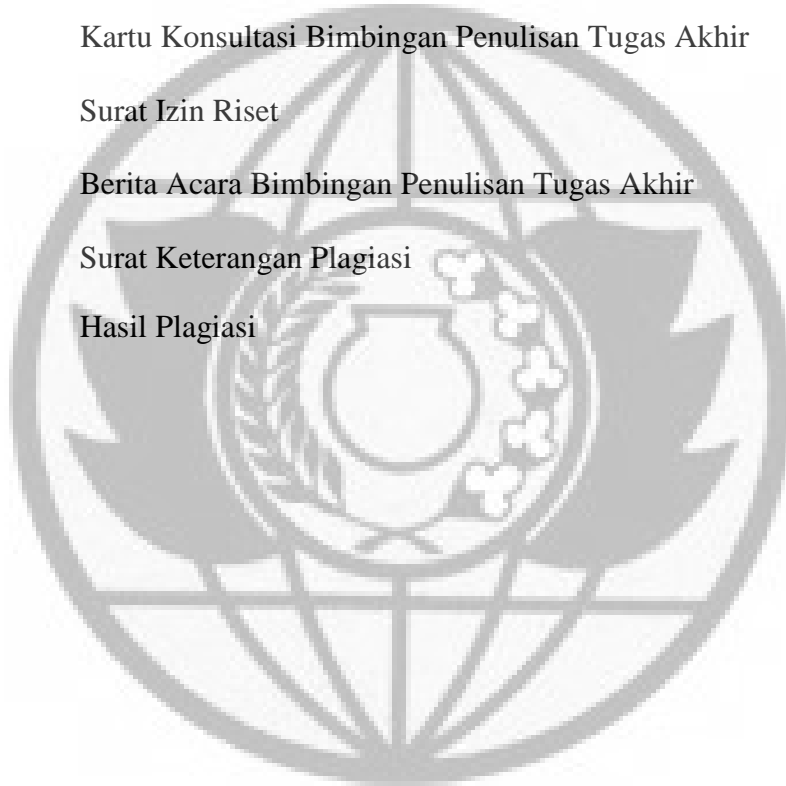 Kartu Konsultasi Bimbingan Penulisan Tugas Akhir
Surat Izin Riset
Berita Acara Bimbingan Penulisan Tugas Akhir
Surat Keterangan Plagiasi
Hasil Plagiasi